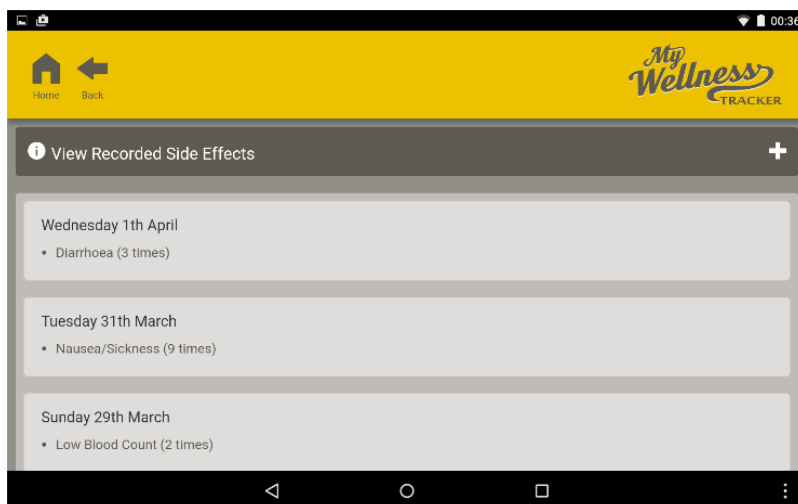 00:36
My
Wellness
TRACKER
Home Back
View Recorded Side Effects
Wednesday 1th April
• Diarrhoea (3 times)
Tuesday 31th March
• Nausea/Sickness (9 times)
Sunday 29th March
• Low Blood Count (2 times)